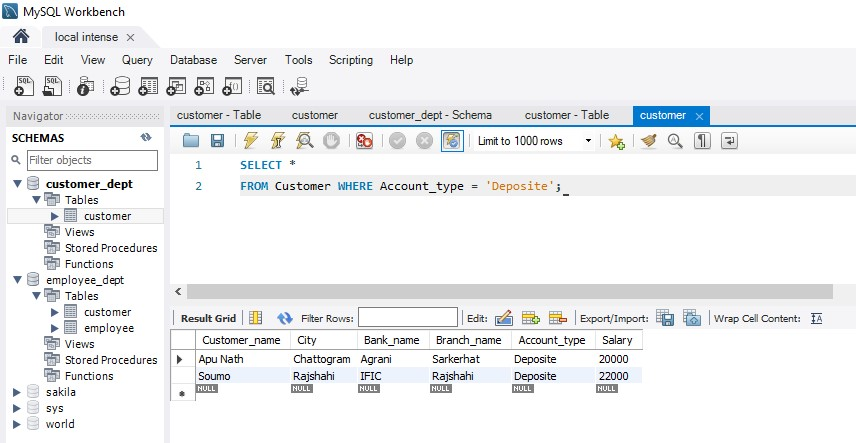 MySQL Workbench
local intense ×
File Edit View Query Database Server Tools Scripting Help
Navigator
SCHEMAS
Filter objects
customer_dept
Tables
customer
Views
Stored Procedures
Functions
employee_dept
Tables
customer
employee
Views
Stored Procedures
Functions
sakila
sys
world
customer - Table customer customer_dept - Schema customer - Table customer ×
Limit to 1000 rows
1 SELECT *
2 FROM Customer WHERE Account_type = 'Deposite';
Result Grid Filter Rows: Edit: Export/Import: Wrap Cell Content: IA
Customer_name City Bank_name Branch_name Account_type Salary
Apu Nath Chattogram Agrani Sarkerhat Deposite 20000
Soumo Rajshahi IFIC Rajshahi Deposite 22000
NULL NULL NULL NULL NULL NULL